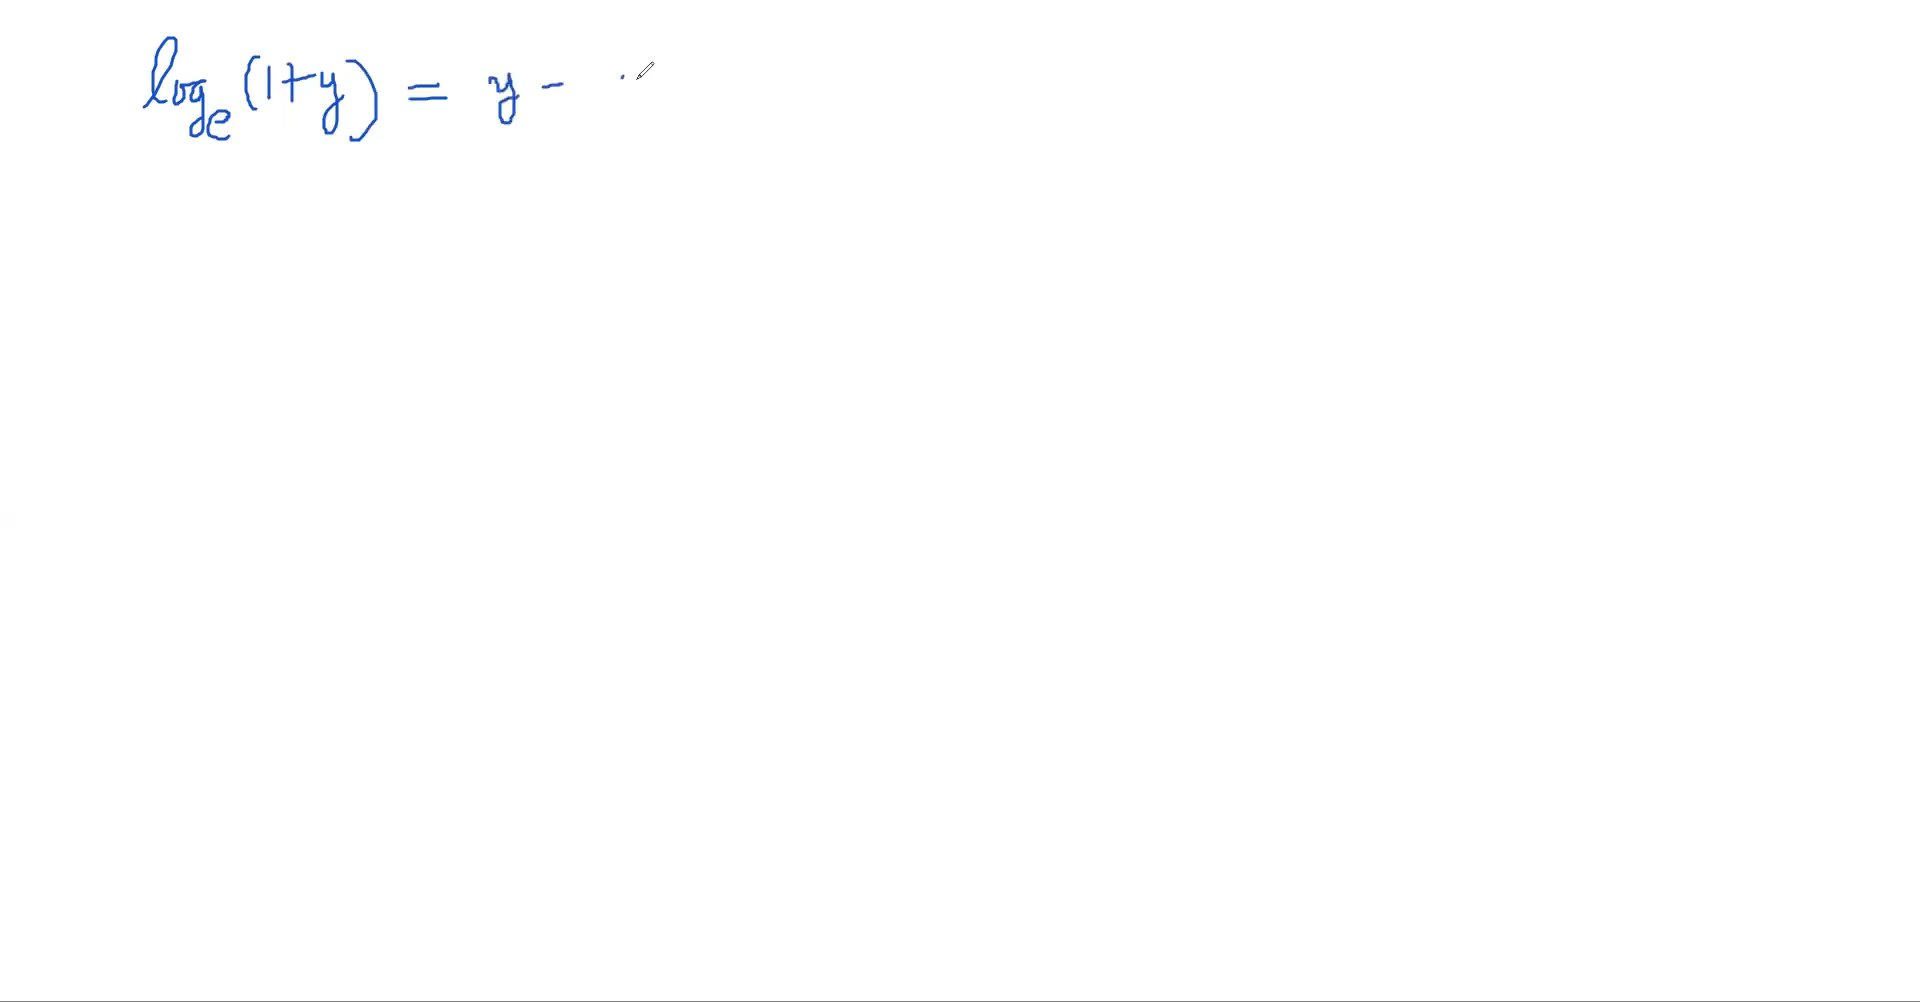 log_e (1+y) = y -